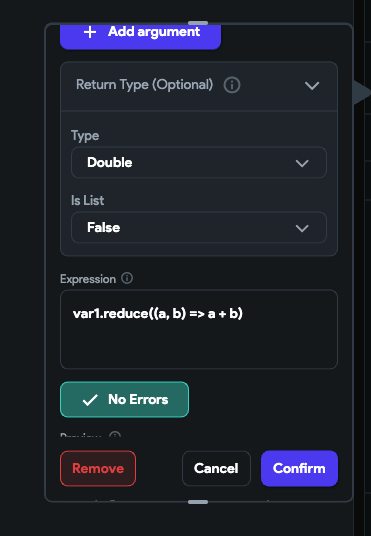 + Add argument
Return Type (Optional)
Type
Double
Is List
False
Expression
var1.reduce((a, b) => a + b)
No Errors
Remove
Cancel
Confirm